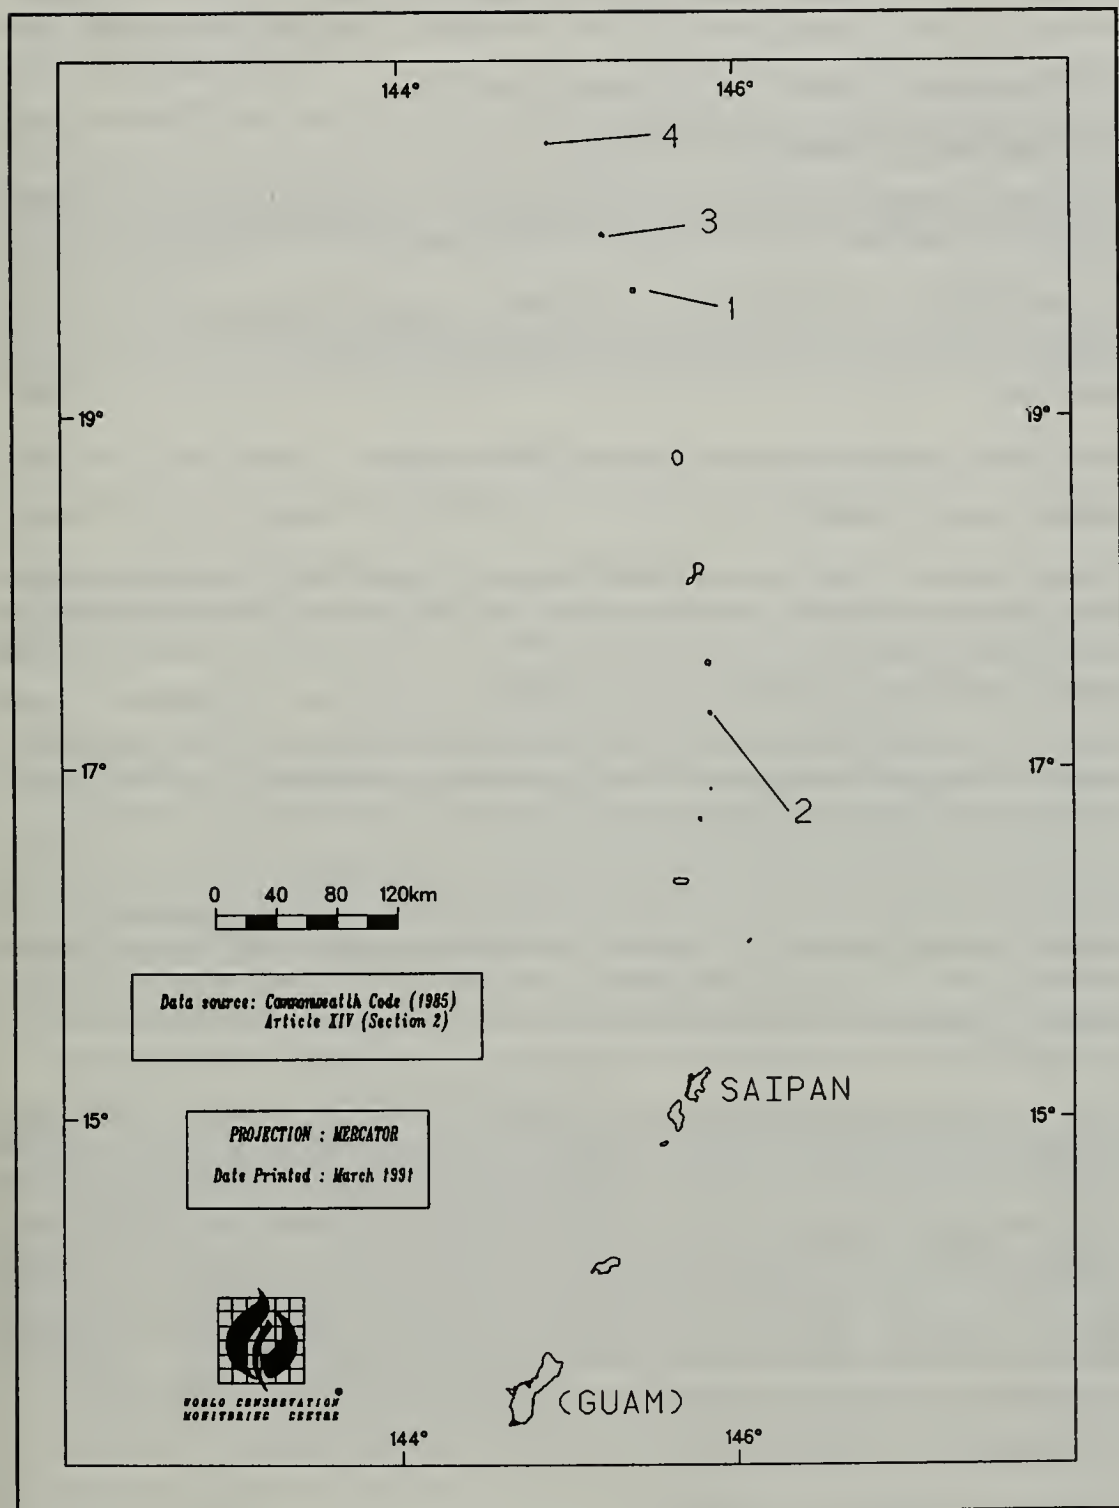 144°
146°
4
3
1
19°
19°
17°
17°
2
0 40 80 120km
Data source: Commonwealth Code (1985)
Article XIV (Section 2)
SAIPAN
15°
15°
PROJECTION : MERCATOR
Date Printed : March 1991
WORLD CONSERVATION
MONITORING CENTRE
(GUAM)
144°
146°